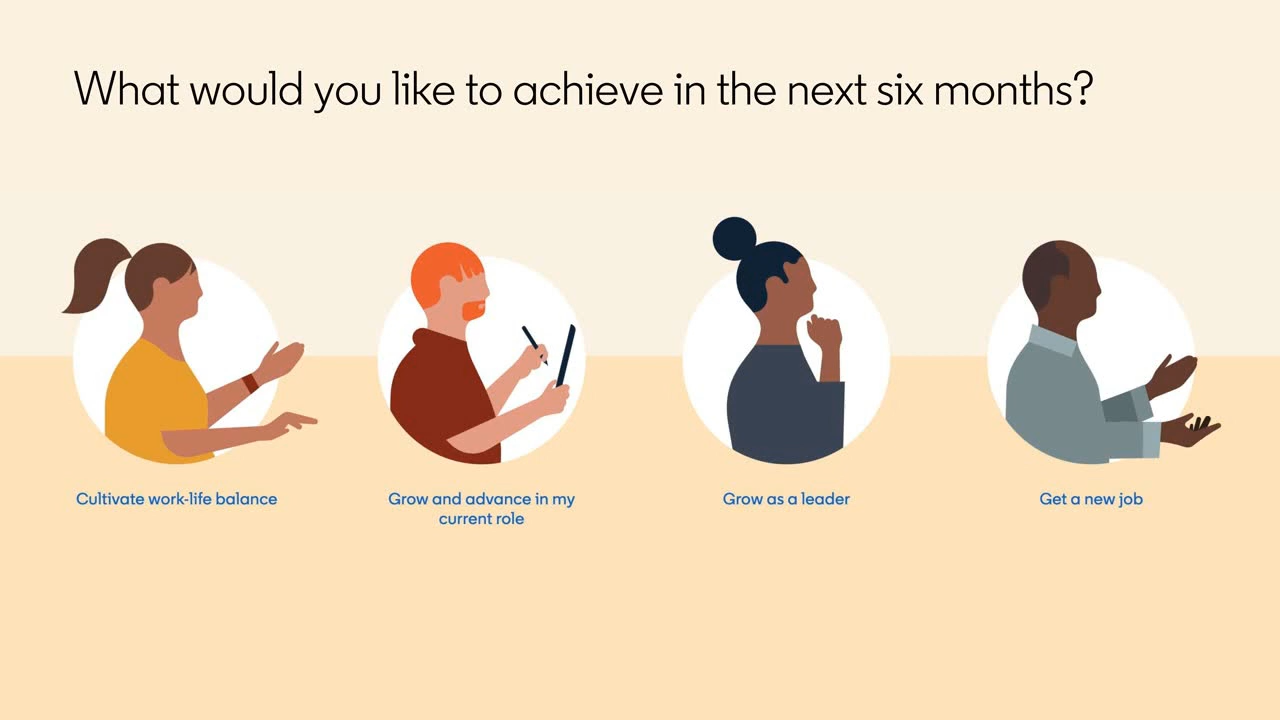 What would you like to achieve in the next six months?
Cultivate work-life balance
Grow and advance in my
current role
Grow as a leader
Get a new job